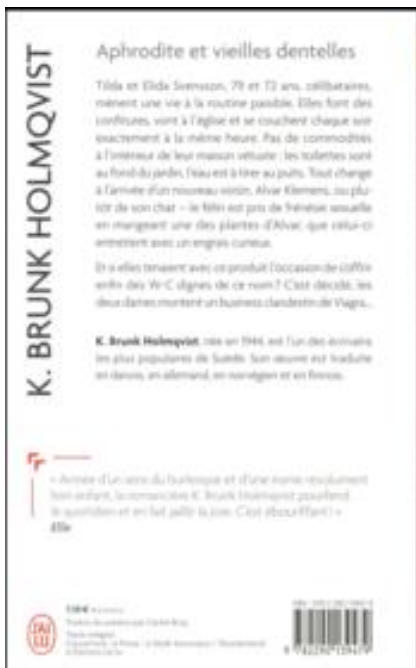 K. BRUNK HOLMQVIST
Aphrodite et vieilles dentelles
Tilda et Elida Svensson, 79 et 72 ans, célibataires,
mènent une vie à la routine paisible. Elles font des
confitures, vont à l'église et se couchent chaque soir
exactement à la même heure. Pas de commodités
à l'intérieur de leur maison vétuste : les toilettes sont
au fond du jardin, l'eau est à tirer au puits. Tout change
à l'arrivée d'un nouveau voisin, Alvar Klemens, ou plu-
tôt de son chat – le félin est pris de frénésie sexuelle
en mangeant une des plantes d'Alvar, que celui-ci
entretient avec un engrais curieux.
Et si elles tenaient avec ce produit l'occasion de s'offrir
enfin des W-C dignes de ce nom ? C'est décidé, les
deux dames montent un business clandestin de Viagra...
K. Brunk Holmqvist, née en 1944, est l'un des écrivains
les plus populaires de Suède. Son œuvre est traduite
en danois, en allemand, en norvégien et en finnois.
« Armée d'un sens du burlesque et d'une ironie résolument
bon enfant, la romancière K. Brunk Holmqvist pourfend
le quotidien et en fait jaillir la joie. C'est ébouriffant ! »
Elle
J'AI
LU
Texte intégral